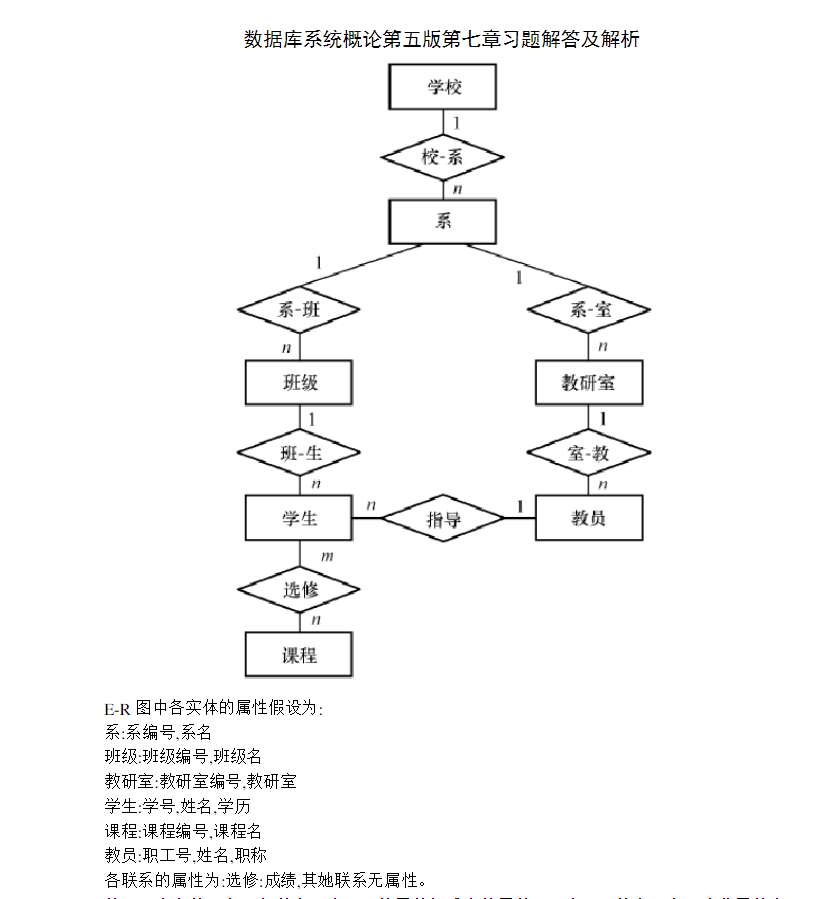 数据库系统概论第五版第七章习题解答及解析
学校
1
校-系
n
系
1
1
系-班
系-室
n
n
班级
教研室
1
1
班-生
室-教
n
n
学生
n
指导
1
教员
m
选修
n
课程
E-R 图中各实体的属性假设为:
系:系编号,系名
班级:班级编号,班级名
教研室:教研室编号,教研室
学生:学号,姓名,学历
课程:课程编号,课程名
教员:职工号,姓名,职称
各联系的属性为:选修:成绩,其她联系无属性。